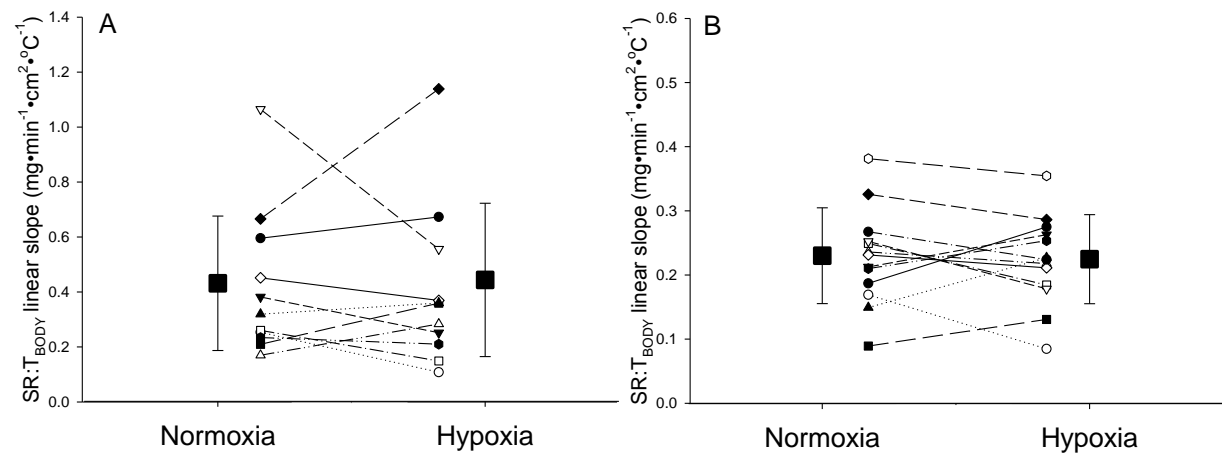 A
SR:T_BODY linear slope (mg•min⁻¹•cm²•°C⁻¹)
1.4
1.2
1.0
0.8
0.6
0.4
0.2
0.0
Normoxia Hypoxia
B
SR:T_BODY linear slope (mg•min⁻¹•cm²•°C⁻¹)
0.6
0.5
0.4
0.3
0.2
0.1
0.0
Normoxia Hypoxia